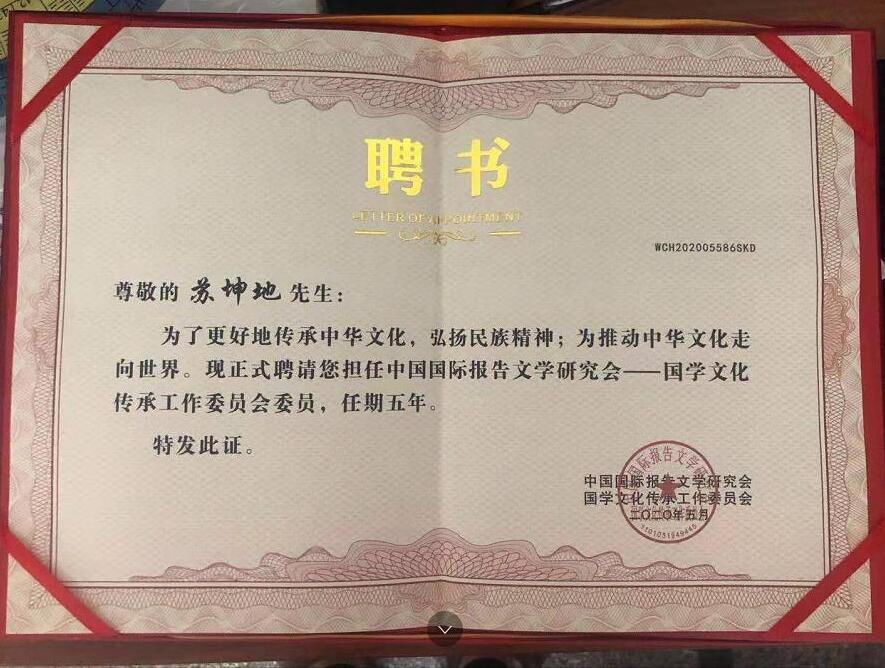 聘书
LETTER OF APPOINTMENT
WCH202005586SKD
尊敬的 苏坤地 先生：
为了更好地传承中华文化，弘扬民族精神；为推动中华文化走
向世界。现正式聘请您担任中国国际报告文学研究会——国学文化
传承工作委员会委员，任期五年。
特发此证。
中国国际报告文学研究会
国学文化传承工作委员会
二〇二〇年五月